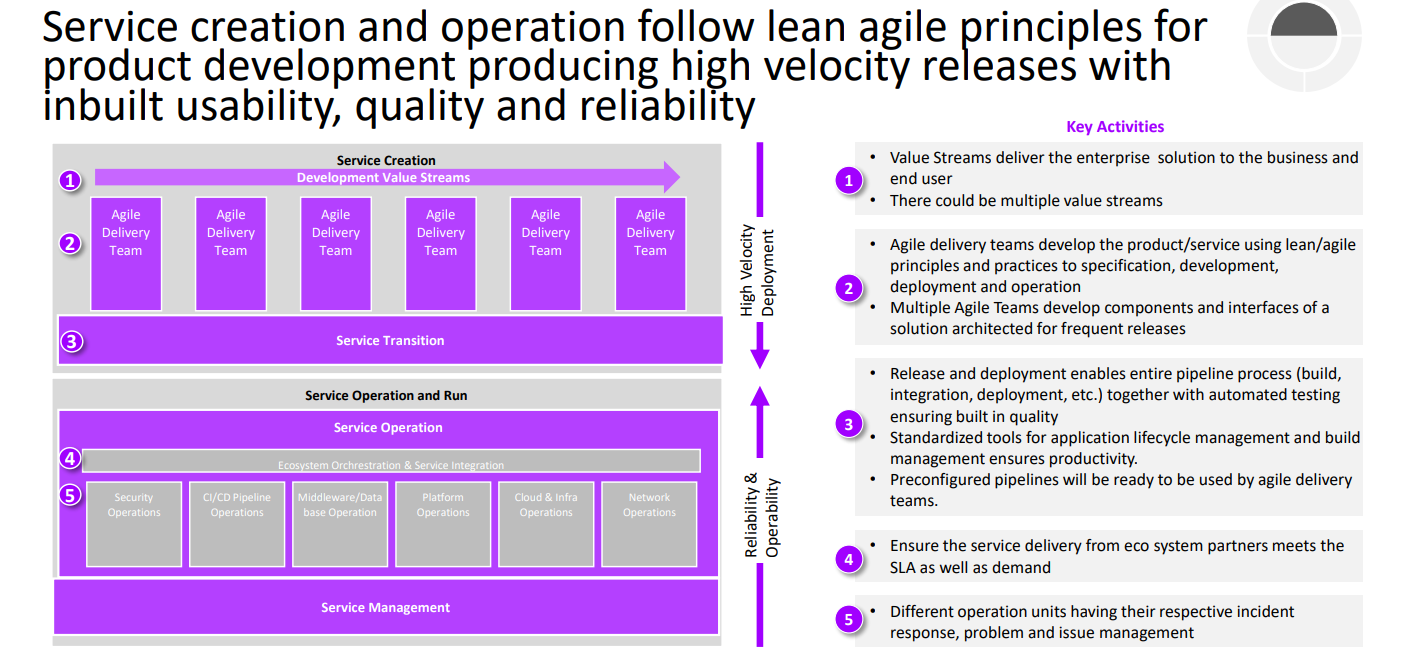 Service creation and operation follow lean agile principles for
product development producing high velocity releases with
inbuilt usability, quality and reliability
Service Creation
1
Development Value Streams
2
Agile
Delivery
Team
Agile
Delivery
Team
Agile
Delivery
Team
Agile
Delivery
Team
Agile
Delivery
Team
Agile
Delivery
Team
3
Service Transition
Service Operation and Run
Service Operation
4
Ecosystem Orchrestration & Service Integration
5
Security
Operations
CI/CD Pipeline
Operations
Middleware/Data
base Operation
Platform
Operations
Cloud & Infra
Operations
Network
Operations
Service Management
High Velocity
Deployment
Reliability &
Operability
Key Activities
1
• Value Streams deliver the enterprise solution to the business and
end user
• There could be multiple value streams
2
• Agile delivery teams develop the product/service using lean/agile
principles and practices to specification, development,
deployment and operation
• Multiple Agile Teams develop components and interfaces of a
solution architected for frequent releases
3
• Release and deployment enables entire pipeline process (build,
integration, deployment, etc.) together with automated testing
ensuring built in quality
• Standardized tools for application lifecycle management and build
management ensures productivity.
• Preconfigured pipelines will be ready to be used by agile delivery
teams.
4
• Ensure the service delivery from eco system partners meets the
SLA as well as demand
5
• Different operation units having their respective incident
response, problem and issue management